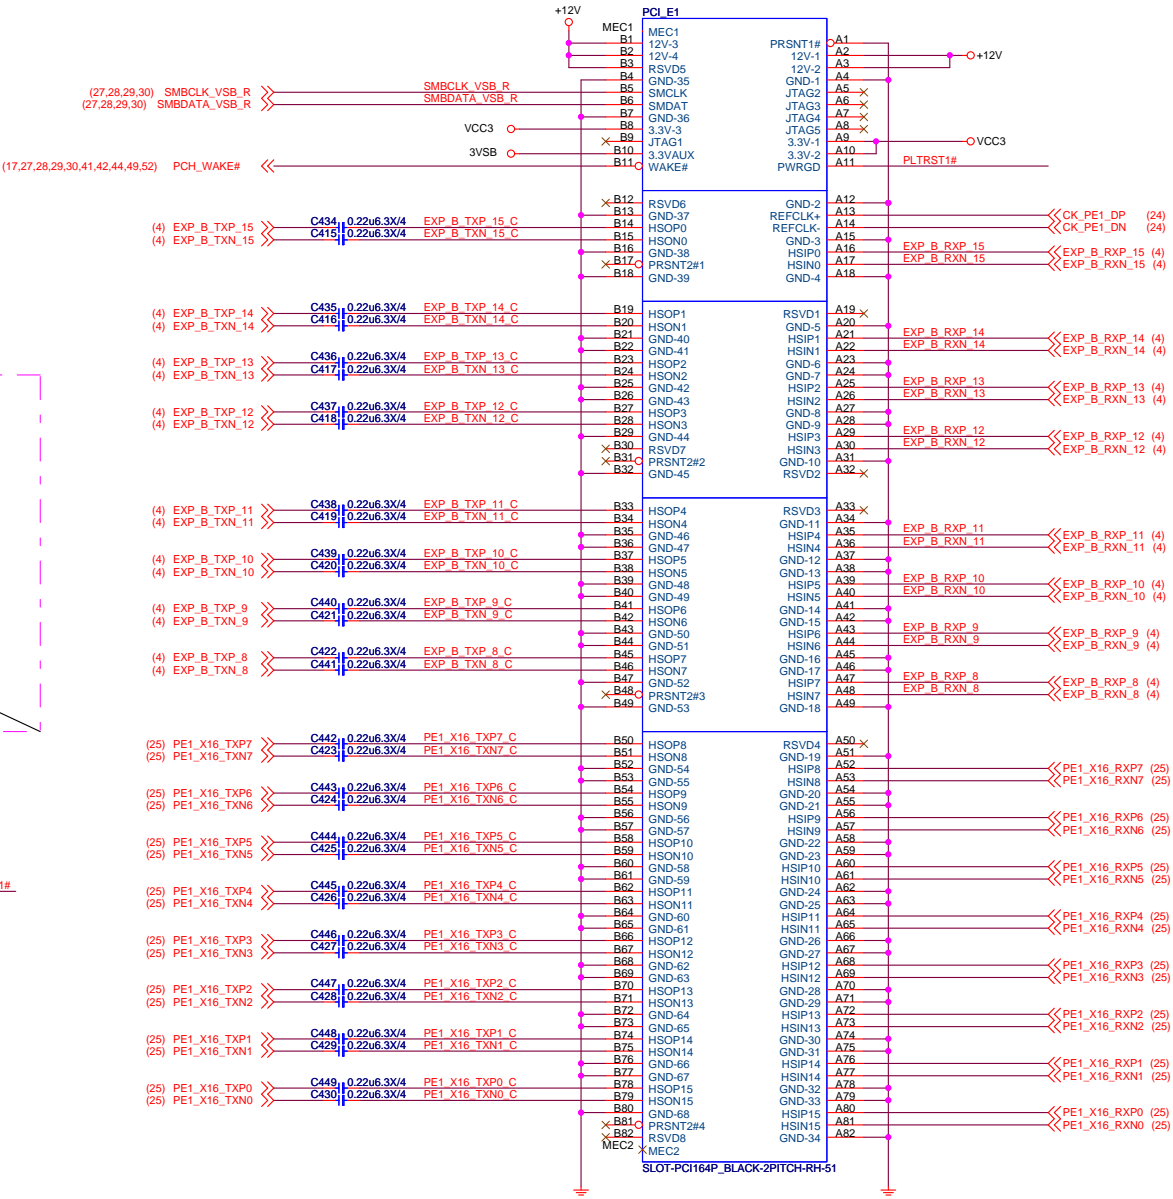 +12V
PCI_E1
MEC1 MEC1
B1 12V-3 PRSNT1# A1
B2 12V-4 12V-1 A2 +12V
B3 RSVD5 12V-2 A3
B4 GND-35 GND-1 A4
(27,28,29,30) SMBCLK_VSB_R SMBCLK_VSB_R B5 SMCLK JTAG2 A5
(27,28,29,30) SMBDATA_VSB_R SMBDATA_VSB_R B6 SMDAT JTAG3 A6
B7 GND-36 JTAG4 A7
VCC3 B8 3.3V-3 JTAG5 A8
B9 JTAG1 3.3V-1 A9 VCC3
3VSB B10 3.3VAUX 3.3V-2 A10
(17,27,28,29,30,41,42,44,49,52) PCH_WAKE# B11 WAKE# PWRGD A11 PLTRST1#
B12 RSVD6 GND-2 A12
B13 GND-37 REFCLK+ A13 CK_PE1_DP (24)
(4) EXP_B_TXP_15 C434 0.22u6.3X/4 EXP_B_TXP_15_C B14 HSOP0 REFCLK- A14 CK_PE1_DN (24)
(4) EXP_B_TXN_15 C415 0.22u6.3X/4 EXP_B_TXN_15_C B15 HSON0 GND-3 A15
B16 GND-38 HSIP0 A16 EXP_B_RXP_15 EXP_B_RXP_15 (4)
B17 PRSNT2#1 HSIN0 A17 EXP_B_RXN_15 EXP_B_RXN_15 (4)
B18 GND-39 GND-4 A18
(4) EXP_B_TXP_14 C435 0.22u6.3X/4 EXP_B_TXP_14_C B19 HSOP1 RSVD1 A19
(4) EXP_B_TXN_14 C416 0.22u6.3X/4 EXP_B_TXN_14_C B20 HSON1 GND-5 A20
B21 GND-40 HSIP1 A21 EXP_B_RXP_14 EXP_B_RXP_14 (4)
B22 GND-41 HSIN1 A22 EXP_B_RXN_14 EXP_B_RXN_14 (4)
(4) EXP_B_TXP_13 C436 0.22u6.3X/4 EXP_B_TXP_13_C B23 HSOP2 GND-6 A23
(4) EXP_B_TXN_13 C417 0.22u6.3X/4 EXP_B_TXN_13_C B24 HSON2 GND-7 A24
B25 GND-42 HSIP2 A25 EXP_B_RXP_13 EXP_B_RXP_13 (4)
B26 GND-43 HSIN2 A26 EXP_B_RXN_13 EXP_B_RXN_13 (4)
(4) EXP_B_TXP_12 C437 0.22u6.3X/4 EXP_B_TXP_12_C B27 HSOP3 GND-8 A27
(4) EXP_B_TXN_12 C418 0.22u6.3X/4 EXP_B_TXN_12_C B28 HSON3 GND-9 A28
B29 GND-44 HSIP3 A29 EXP_B_RXP_12 EXP_B_RXP_12 (4)
B30 RSVD7 HSIN3 A30 EXP_B_RXN_12 EXP_B_RXN_12 (4)
B31 PRSNT2#2 GND-10 A31
B32 GND-45 RSVD2 A32
(4) EXP_B_TXP_11 C438 0.22u6.3X/4 EXP_B_TXP_11_C B33 HSOP4 RSVD3 A33
(4) EXP_B_TXN_11 C419 0.22u6.3X/4 EXP_B_TXN_11_C B34 HSON4 GND-11 A34
B35 GND-46 HSIP4 A35 EXP_B_RXP_11 EXP_B_RXP_11 (4)
B36 GND-47 HSIN4 A36 EXP_B_RXN_11 EXP_B_RXN_11 (4)
(4) EXP_B_TXP_10 C439 0.22u6.3X/4 EXP_B_TXP_10_C B37 HSOP5 GND-12 A37
(4) EXP_B_TXN_10 C420 0.22u6.3X/4 EXP_B_TXN_10_C B38 HSON5 GND-13 A38
B39 GND-48 HSIP5 A39 EXP_B_RXP_10 EXP_B_RXP_10 (4)
B40 GND-49 HSIN5 A40 EXP_B_RXN_10 EXP_B_RXN_10 (4)
(4) EXP_B_TXP_9 C440 0.22u6.3X/4 EXP_B_TXP_9_C B41 HSOP6 GND-14 A41
(4) EXP_B_TXN_9 C421 0.22u6.3X/4 EXP_B_TXN_9_C B42 HSON6 GND-15 A42
B43 GND-50 HSIP6 A43 EXP_B_RXP_9 EXP_B_RXP_9 (4)
B44 GND-51 HSIN6 A44 EXP_B_RXN_9 EXP_B_RXN_9 (4)
(4) EXP_B_TXP_8 C422 0.22u6.3X/4 EXP_B_TXP_8_C B45 HSOP7 GND-16 A45
(4) EXP_B_TXN_8 C441 0.22u6.3X/4 EXP_B_TXN_8_C B46 HSON7 GND-17 A46
B47 GND-52 HSIP7 A47 EXP_B_RXP_8 EXP_B_RXP_8 (4)
B48 PRSNT2#3 HSIN7 A48 EXP_B_RXN_8 EXP_B_RXN_8 (4)
B49 GND-53 GND-18 A49
(25) PE1_X16_TXP7 C442 0.22u6.3X/4 PE1_X16_TXP7_C B50 HSOP8 RSVD4 A50
(25) PE1_X16_TXN7 C423 0.22u6.3X/4 PE1_X16_TXN7_C B51 HSON8 GND-19 A51
B52 GND-54 HSIP8 A52 PE1_X16_RXP7 (25)
B53 GND-55 HSIN8 A53 PE1_X16_RXN7 (25)
(25) PE1_X16_TXP6 C443 0.22u6.3X/4 PE1_X16_TXP6_C B54 HSOP9 GND-20 A54
(25) PE1_X16_TXN6 C424 0.22u6.3X/4 PE1_X16_TXN6_C B55 HSON9 GND-21 A55
B56 GND-56 HSIP9 A56 PE1_X16_RXP6 (25)
B57 GND-57 HSIN9 A57 PE1_X16_RXN6 (25)
(25) PE1_X16_TXP5 C444 0.22u6.3X/4 PE1_X16_TXP5_C B58 HSOP10 GND-22 A58
(25) PE1_X16_TXN5 C425 0.22u6.3X/4 PE1_X16_TXN5_C B59 HSON10 GND-23 A59
B60 GND-58 HSIP10 A60 PE1_X16_RXP5 (25)
B61 GND-59 HSIN10 A61 PE1_X16_RXN5 (25)
1# (25) PE1_X16_TXP4 C445 0.22u6.3X/4 PE1_X16_TXP4_C B62 HSOP11 GND-24 A62
(25) PE1_X16_TXN4 C426 0.22u6.3X/4 PE1_X16_TXN4_C B63 HSON11 GND-25 A63
B64 GND-60 HSIP11 A64 PE1_X16_RXP4 (25)
B65 GND-61 HSIN11 A65 PE1_X16_RXN4 (25)
(25) PE1_X16_TXP3 C446 0.22u6.3X/4 PE1_X16_TXP3_C B66 HSOP12 GND-26 A66
(25) PE1_X16_TXN3 C427 0.22u6.3X/4 PE1_X16_TXN3_C B67 HSON12 GND-27 A67
B68 GND-62 HSIP12 A68 PE1_X16_RXP3 (25)
B69 GND-63 HSIN12 A69 PE1_X16_RXN3 (25)
(25) PE1_X16_TXP2 C447 0.22u6.3X/4 PE1_X16_TXP2_C B70 HSOP13 GND-28 A70
(25) PE1_X16_TXN2 C428 0.22u6.3X/4 PE1_X16_TXN2_C B71 HSON13 GND-29 A71
B72 GND-64 HSIP13 A72 PE1_X16_RXP2 (25)
B73 GND-65 HSIN13 A73 PE1_X16_RXN2 (25)
(25) PE1_X16_TXP1 C448 0.22u6.3X/4 PE1_X16_TXP1_C B74 HSOP14 GND-30 A74
(25) PE1_X16_TXN1 C429 0.22u6.3X/4 PE1_X16_TXN1_C B75 HSON14 GND-31 A75
B76 GND-66 HSIP14 A76 PE1_X16_RXP1 (25)
B77 GND-67 HSIN14 A77 PE1_X16_RXN1 (25)
(25) PE1_X16_TXP0 C449 0.22u6.3X/4 PE1_X16_TXP0_C B78 HSOP15 GND-32 A78
(25) PE1_X16_TXN0 C430 0.22u6.3X/4 PE1_X16_TXN0_C B79 HSON15 GND-33 A79
B80 GND-68 HSIP15 A80 PE1_X16_RXP0 (25)
B81 PRSNT2#4 HSIN15 A81 PE1_X16_RXN0 (25)
B82 RSVD8 GND-34 A82
MEC2 MEC2
SLOT-PCI164P_BLACK-2PITCH-RH-51